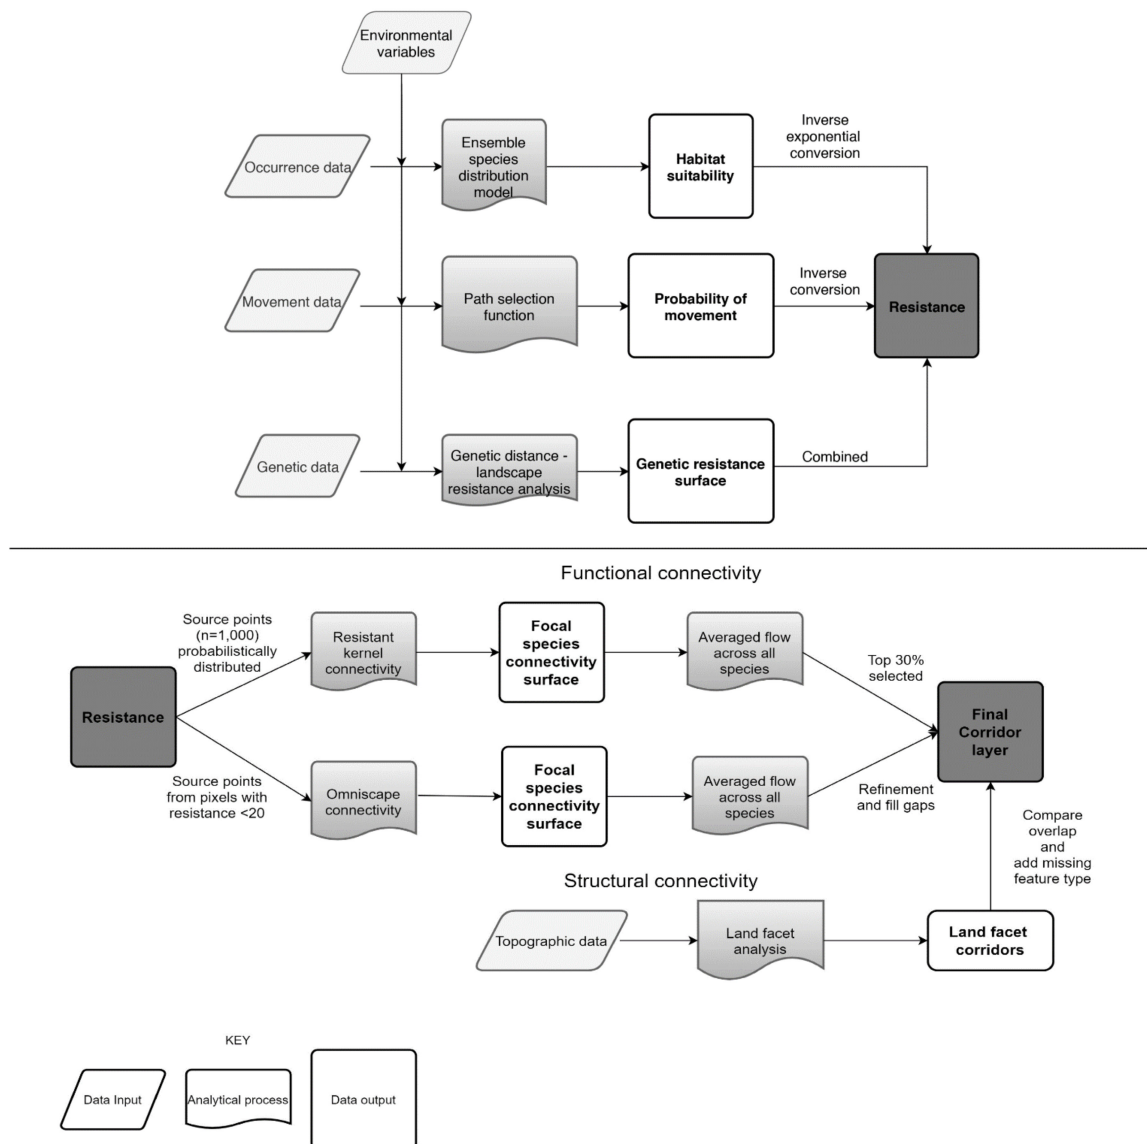 Environmental
variables
Occurrence data
Ensemble
species
distribution
model
Habitat
suitability
Inverse
exponential
conversion
Movement data
Path selection
function
Probability of
movement
Inverse
conversion
Resistance
Genetic data
Genetic distance -
landscape
resistance analysis
Genetic resistance
surface
Combined
Functional connectivity
Resistance
Source points
(n=1,000)
probabilistically
distributed
Resistant
kernel
connectivity
Focal
species
connectivity
surface
Averaged flow
across all
species
Top 30%
selected
Final
Corridor
layer
Source points
from pixels with
resistance <20
Omniscape
connectivity
Focal
species
connectivity
surface
Averaged flow
across all
species
Refinement
and fill gaps
Compare
overlap
and
add missing
feature type
Structural connectivity
Topographic data
Land facet
analysis
Land facet
corridors
KEY
Data Input
Analytical process
Data output